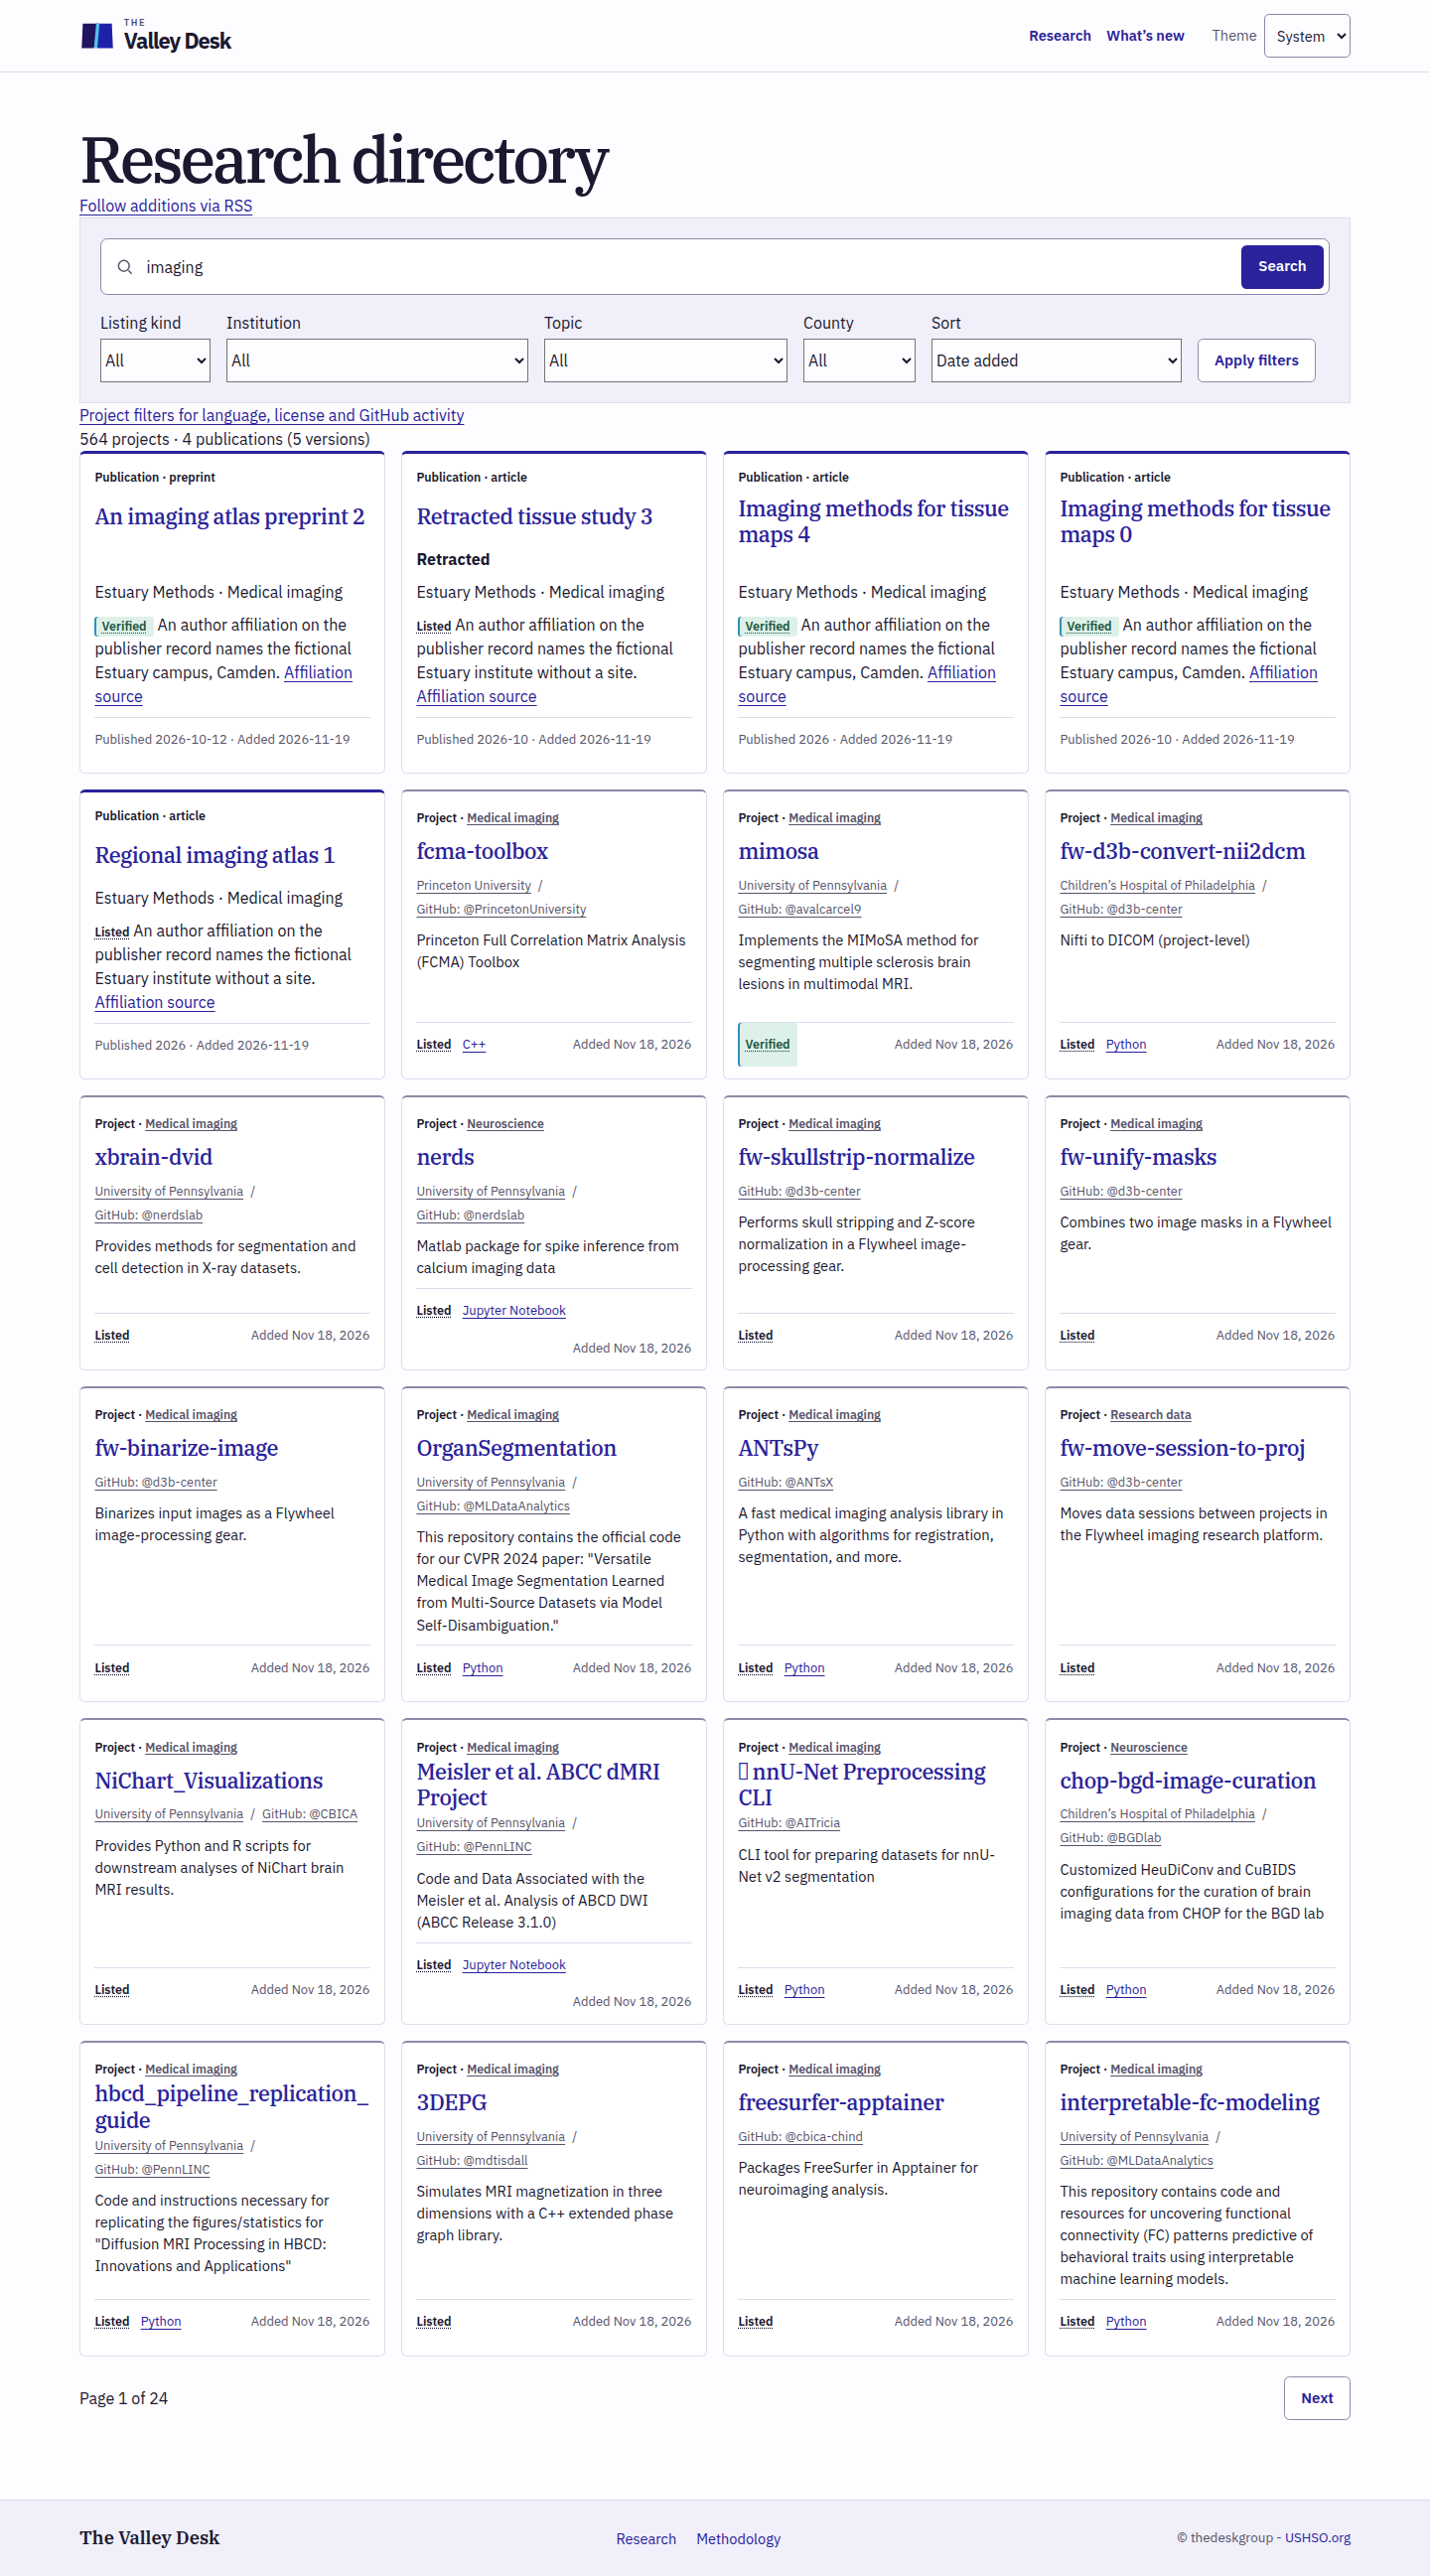 THE
Valley Desk
Research What's new Theme System
Research directory
Follow additions via RSS
imaging Search
Listing kind Institution Topic County Sort
All All All All Date added Apply filters
Project filters for language, license and GitHub activity
564 projects · 4 publications (5 versions)
Publication · preprint
An imaging atlas preprint 2
Estuary Methods · Medical imaging
Verified An author affiliation on the
publisher record names the fictional
Estuary campus, Camden. Affiliation
source
Published 2026-10-12 · Added 2026-11-19
Publication · article
Retracted tissue study 3
Retracted
Estuary Methods · Medical imaging
Listed An author affiliation on the
publisher record names the fictional
Estuary institute without a site.
Affiliation source
Published 2026-10 · Added 2026-11-19
Publication · article
Imaging methods for tissue
maps 4
Estuary Methods · Medical imaging
Verified An author affiliation on the
publisher record names the fictional
Estuary campus, Camden. Affiliation
source
Published 2026 · Added 2026-11-19
Publication · article
Imaging methods for tissue
maps 0
Estuary Methods · Medical imaging
Verified An author affiliation on the
publisher record names the fictional
Estuary campus, Camden. Affiliation
source
Published 2026-10 · Added 2026-11-19
Publication · article
Regional imaging atlas 1
Estuary Methods · Medical imaging
Listed An author affiliation on the
publisher record names the fictional
Estuary institute without a site.
Affiliation source
Published 2026 · Added 2026-11-19
Project · Medical imaging
fcma-toolbox
Princeton University /
GitHub: @PrincetonUniversity
Princeton Full Correlation Matrix Analysis
(FCMA) Toolbox
Listed C++ Added Nov 18, 2026
Project · Medical imaging
mimosa
University of Pennsylvania /
GitHub: @avalcarcel9
Implements the MIMoSA method for
segmenting multiple sclerosis brain
lesions in multimodal MRI.
Verified Added Nov 18, 2026
Project · Medical imaging
fw-d3b-convert-nii2dcm
Children's Hospital of Philadelphia /
GitHub: @d3b-center
Nifti to DICOM (project-level)
Listed Python Added Nov 18, 2026
Project · Medical imaging
xbrain-dvid
University of Pennsylvania /
GitHub: @nerdslab
Provides methods for segmentation and
cell detection in X-ray datasets.
Listed Added Nov 18, 2026
Project · Neuroscience
nerds
University of Pennsylvania /
GitHub: @nerdslab
Matlab package for spike inference from
calcium imaging data
Listed Jupyter Notebook
Added Nov 18, 2026
Project · Medical imaging
fw-skullstrip-normalize
GitHub: @d3b-center
Performs skull stripping and Z-score
normalization in a Flywheel image-
processing gear.
Listed Added Nov 18, 2026
Project · Medical imaging
fw-unify-masks
GitHub: @d3b-center
Combines two image masks in a Flywheel
gear.
Listed Added Nov 18, 2026
Project · Medical imaging
fw-binarize-image
GitHub: @d3b-center
Binarizes input images as a Flywheel
image-processing gear.
Listed Added Nov 18, 2026
Project · Medical imaging
OrganSegmentation
University of Pennsylvania /
GitHub: @MLDataAnalytics
This repository contains the official code
for our CVPR 2024 paper: "Versatile
Medical Image Segmentation Learned
from Multi-Source Datasets via Model
Self-Disambiguation."
Listed Python Added Nov 18, 2026
Project · Medical imaging
ANTsPy
GitHub: @ANTsX
A fast medical imaging analysis library in
Python with algorithms for registration,
segmentation, and more.
Listed Python Added Nov 18, 2026
Project · Research data
fw-move-session-to-proj
GitHub: @d3b-center
Moves data sessions between projects in
the Flywheel imaging research platform.
Listed Added Nov 18, 2026
Project · Medical imaging
NiChart_Visualizations
University of Pennsylvania / GitHub: @CBICA
Provides Python and R scripts for
downstream analyses of NiChart brain
MRI results.
Listed Added Nov 18, 2026
Project · Medical imaging
Meisler et al. ABCC dMRI
Project
University of Pennsylvania /
GitHub: @PennLINC
Code and Data Associated with the
Meisler et al. Analysis of ABCD DWI
(ABCC Release 3.1.0)
Listed Jupyter Notebook
Added Nov 18, 2026
Project · Medical imaging
nnU-Net Preprocessing
CLI
GitHub: @AITricia
CLI tool for preparing datasets for nnU-
Net v2 segmentation
Listed Python Added Nov 18, 2026
Project · Neuroscience
chop-bgd-image-curation
Children's Hospital of Philadelphia /
GitHub: @BGDlab
Customized HeuDiConv and CuBIDS
configurations for the curation of brain
imaging data from CHOP for the BGD lab
Listed Python Added Nov 18, 2026
Project · Medical imaging
hbcd_pipeline_replication_
guide
University of Pennsylvania /
GitHub: @PennLINC
Code and instructions necessary for
replicating the figures/statistics for
"Diffusion MRI Processing in HBCD:
Innovations and Applications"
Listed Python Added Nov 18, 2026
Project · Medical imaging
3DEPG
University of Pennsylvania /
GitHub: @mdtisdall
Simulates MRI magnetization in three
dimensions with a C++ extended phase
graph library.
Listed Added Nov 18, 2026
Project · Medical imaging
freesurfer-apptainer
GitHub: @cbica-chind
Packages FreeSurfer in Apptainer for
neuroimaging analysis.
Listed Added Nov 18, 2026
Project · Medical imaging
interpretable-fc-modeling
University of Pennsylvania /
GitHub: @MLDataAnalytics
This repository contains code and
resources for uncovering functional
connectivity (FC) patterns predictive of
behavioral traits using interpretable
machine learning models.
Listed Python Added Nov 18, 2026
Page 1 of 24 Next
The Valley Desk Research Methodology © thedeskgroup - USHSO.org